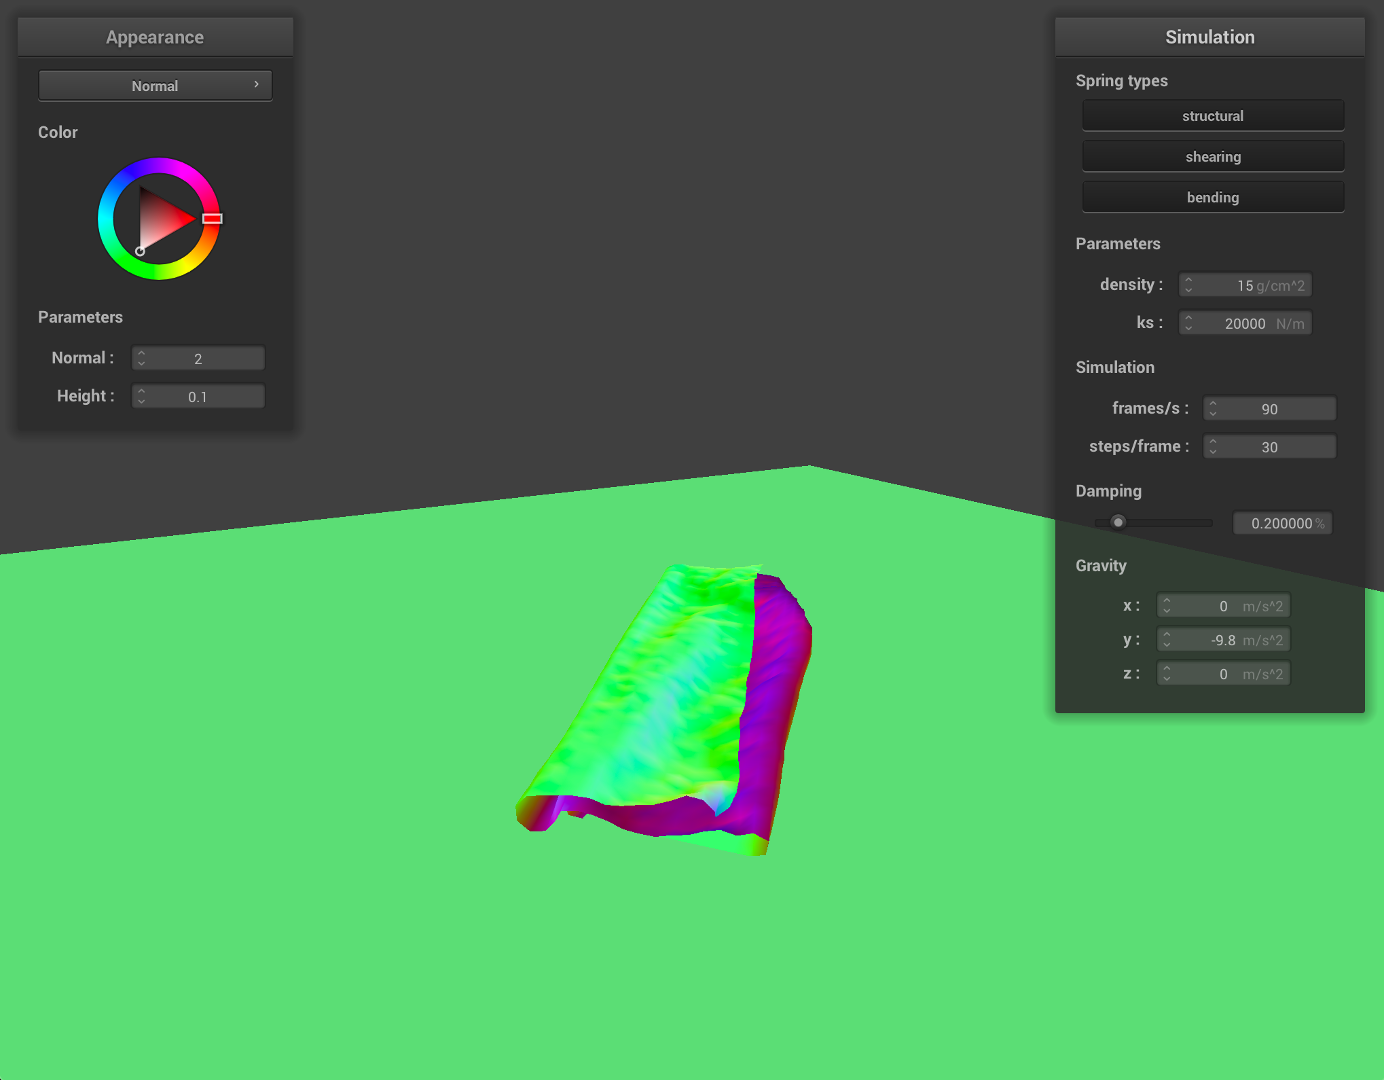 Appearance
Normal
Color
Parameters
Normal : 2
Height : 0.1
Simulation
Spring types
structural
shearing
bending
Parameters
density : 15 g/cm^2
ks : 20000 N/m
Simulation
frames/s : 90
steps/frame : 30
Damping
0.200000 %
Gravity
x : 0 m/s^2
y : -9.8 m/s^2
z : 0 m/s^2